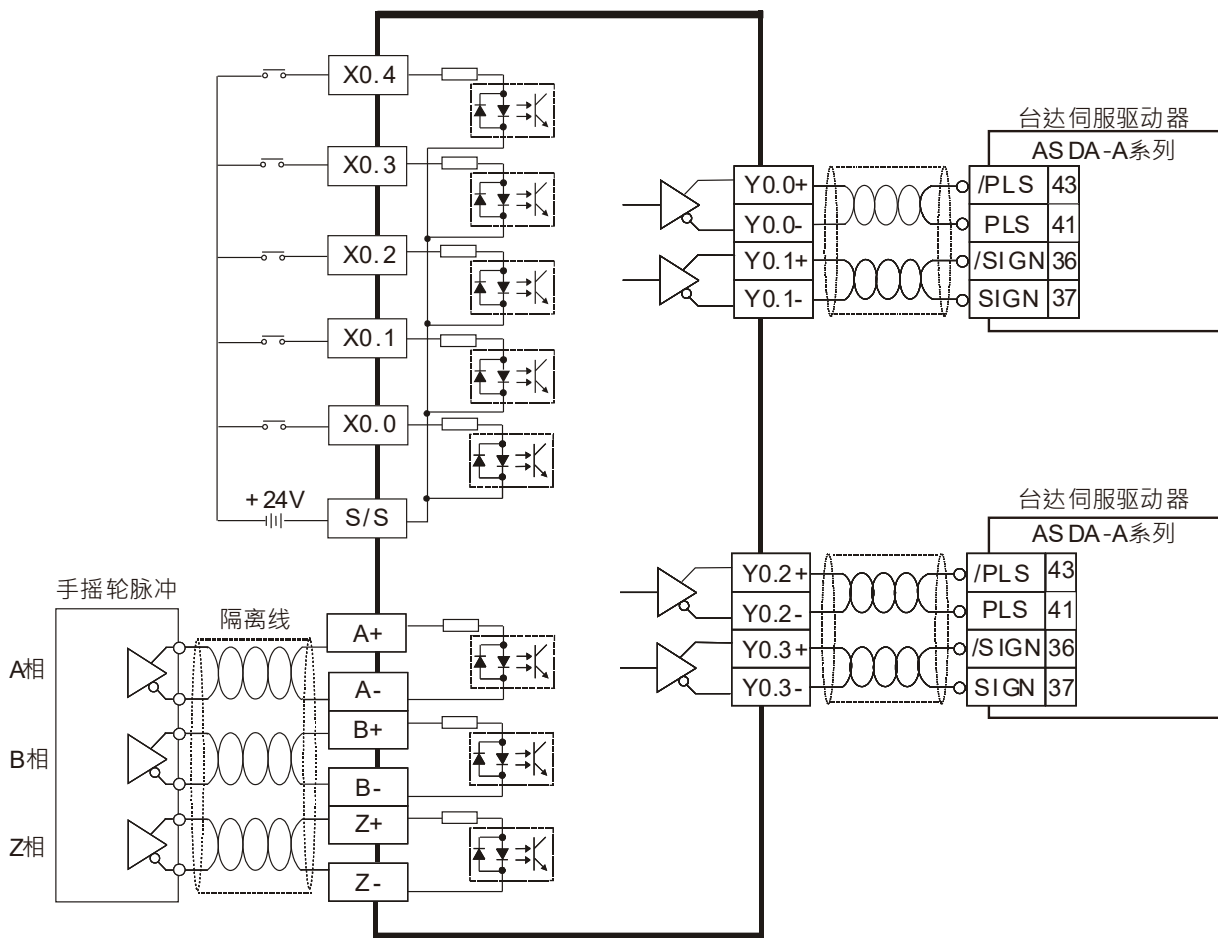 X0.4
X0.3
X0.2
X0.1
X0.0
+24V
S/S
手摇轮脉冲
隔离线
A相
B相
Z相
A+
A-
B+
B-
Z+
Z-
台达伺服驱动器
ASDA-A系列
Y0.0+
/PLS 43
Y0.0-
PLS 41
Y0.1+
/SIGN 36
Y0.1-
SIGN 37
台达伺服驱动器
ASDA-A系列
Y0.2+
/PLS 43
Y0.2-
PLS 41
Y0.3+
/SIGN 36
Y0.3-
SIGN 37